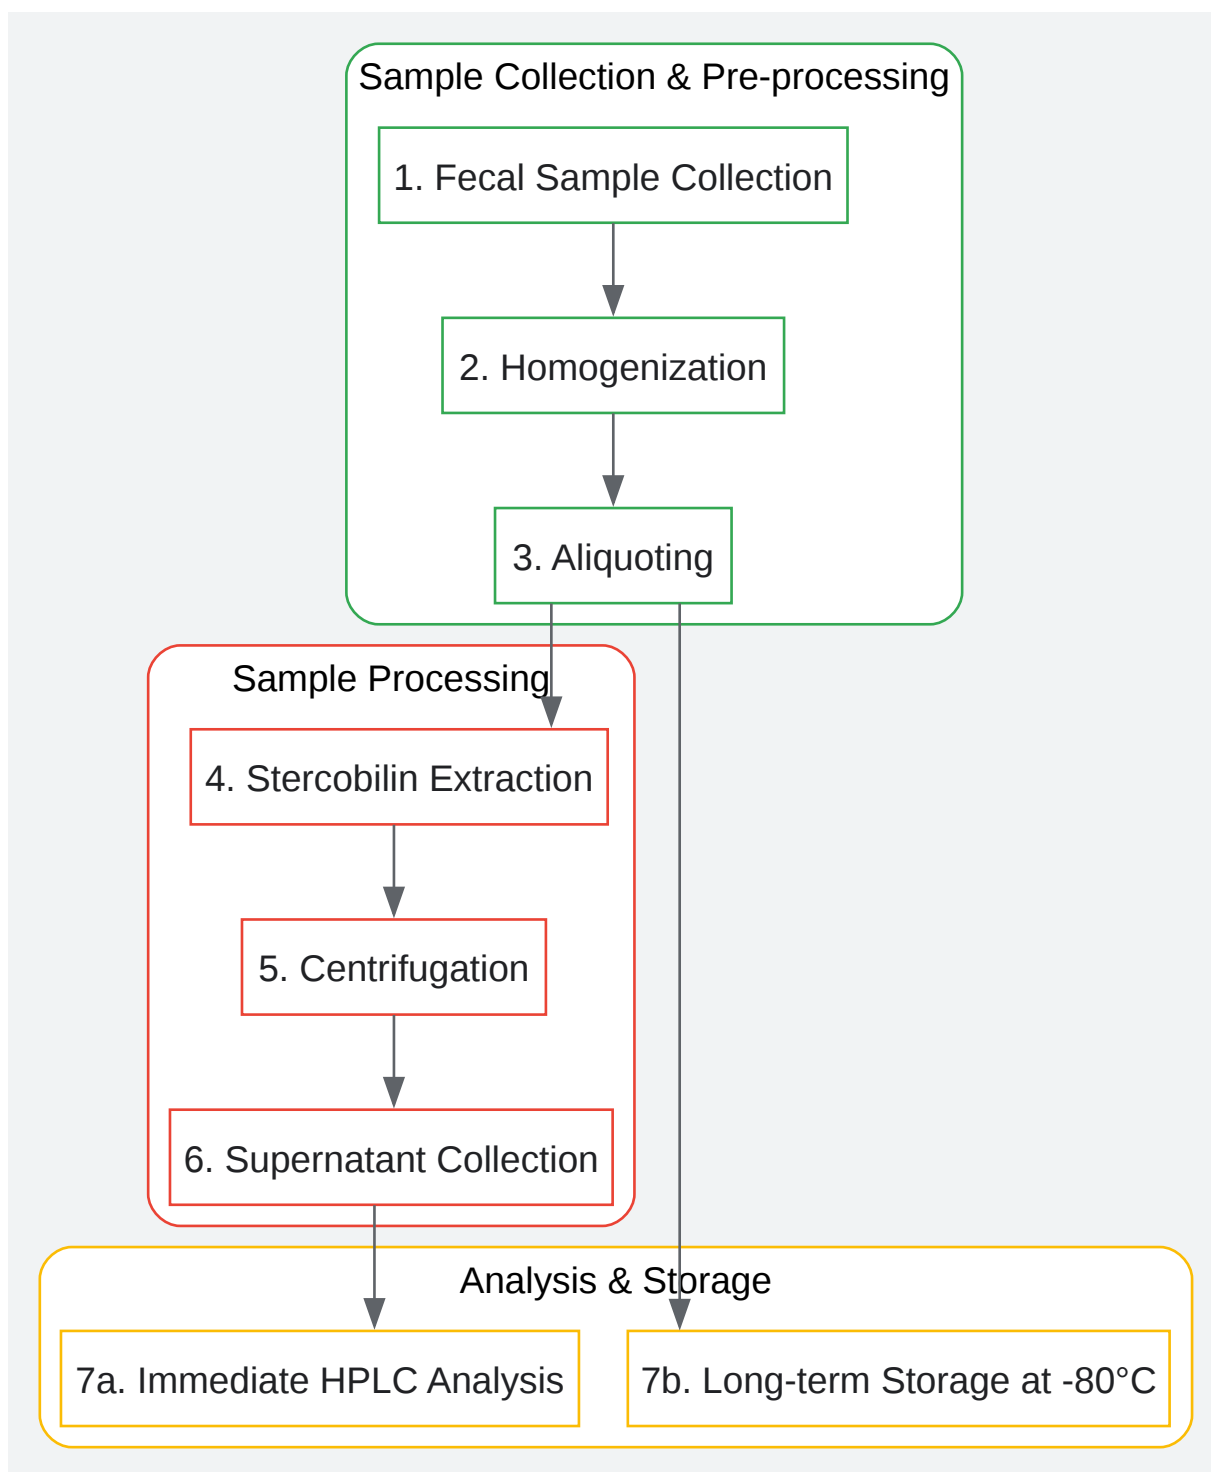 Sample Collection & Pre-processing
1. Fecal Sample Collection
2. Homogenization
3. Aliquoting
Sample Processing
4. Stercobilin Extraction
5. Centrifugation
6. Supernatant Collection
Analysis & Storage
7a. Immediate HPLC Analysis
7b. Long-term Storage at -80°C